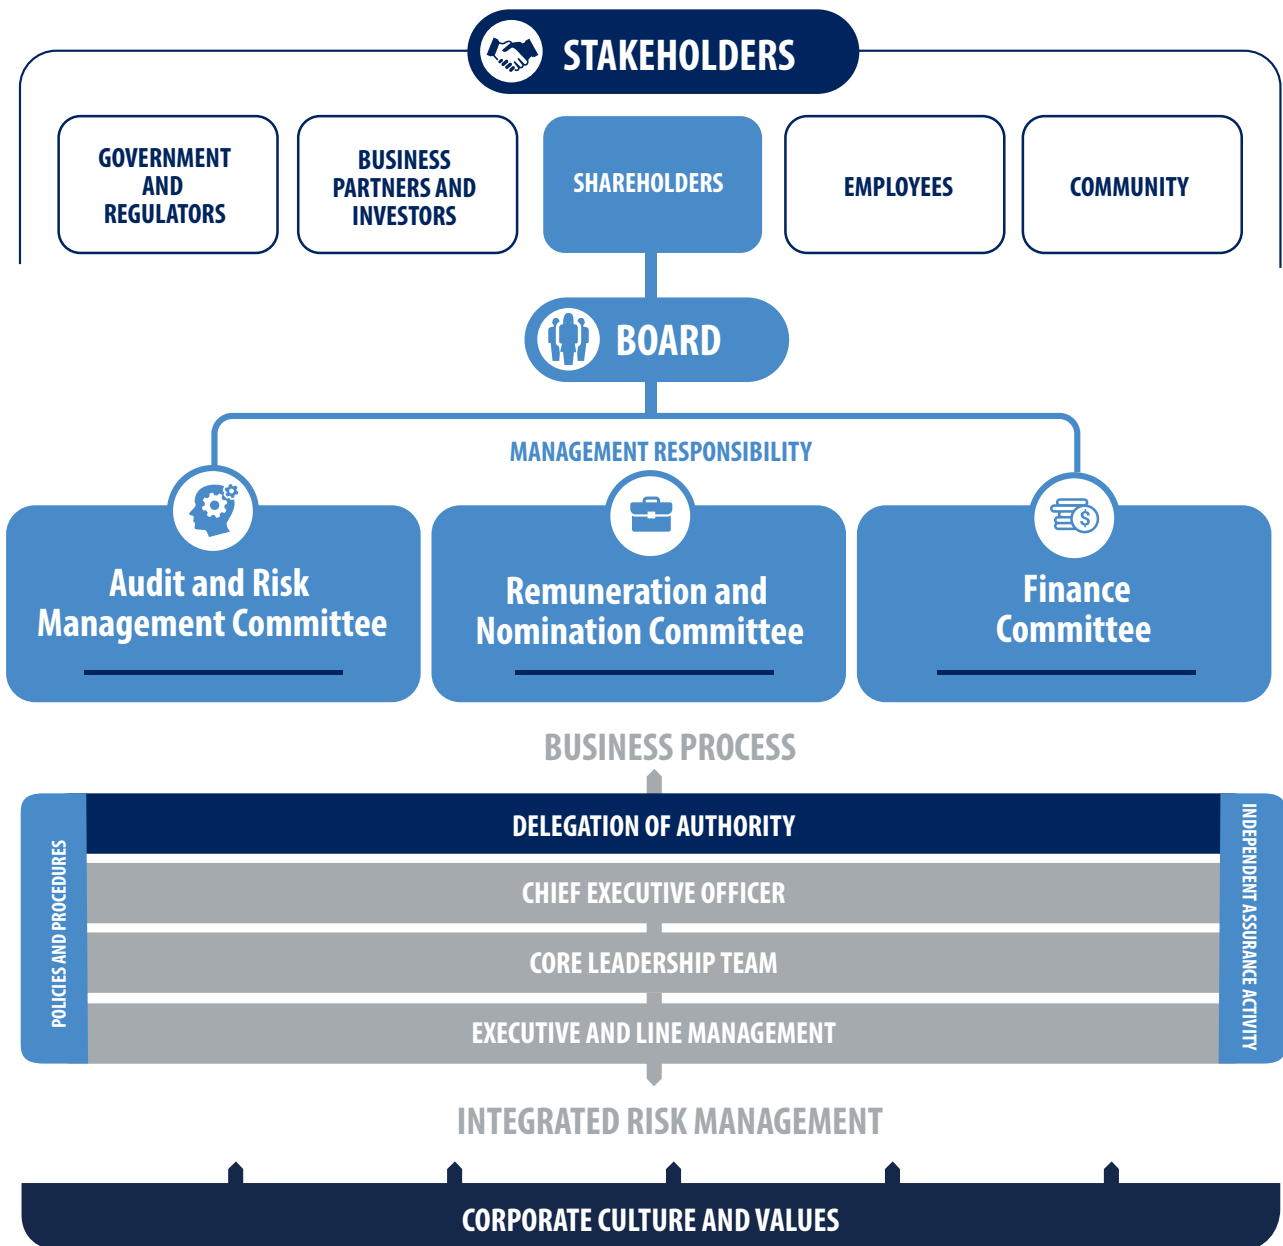 STAKEHOLDERS
GOVERNMENT
AND
REGULATORS
BUSINESS
PARTNERS AND
INVESTORS
SHAREHOLDERS
EMPLOYEES
COMMUNITY
BOARD
MANAGEMENT RESPONSIBILITY
Audit and Risk
Management Committee
Remuneration and
Nomination Committee
Finance
Committee
$
BUSINESS PROCESS
POLICIES AND PROCEDURES
DELEGATION OF AUTHORITY
CHIEF EXECUTIVE OFFICER
CORE LEADERSHIP TEAM
EXECUTIVE AND LINE MANAGEMENT
INDEPENDENT ASSURANCE ACTIVITY
INTEGRATED RISK MANAGEMENT
CORPORATE CULTURE AND VALUES